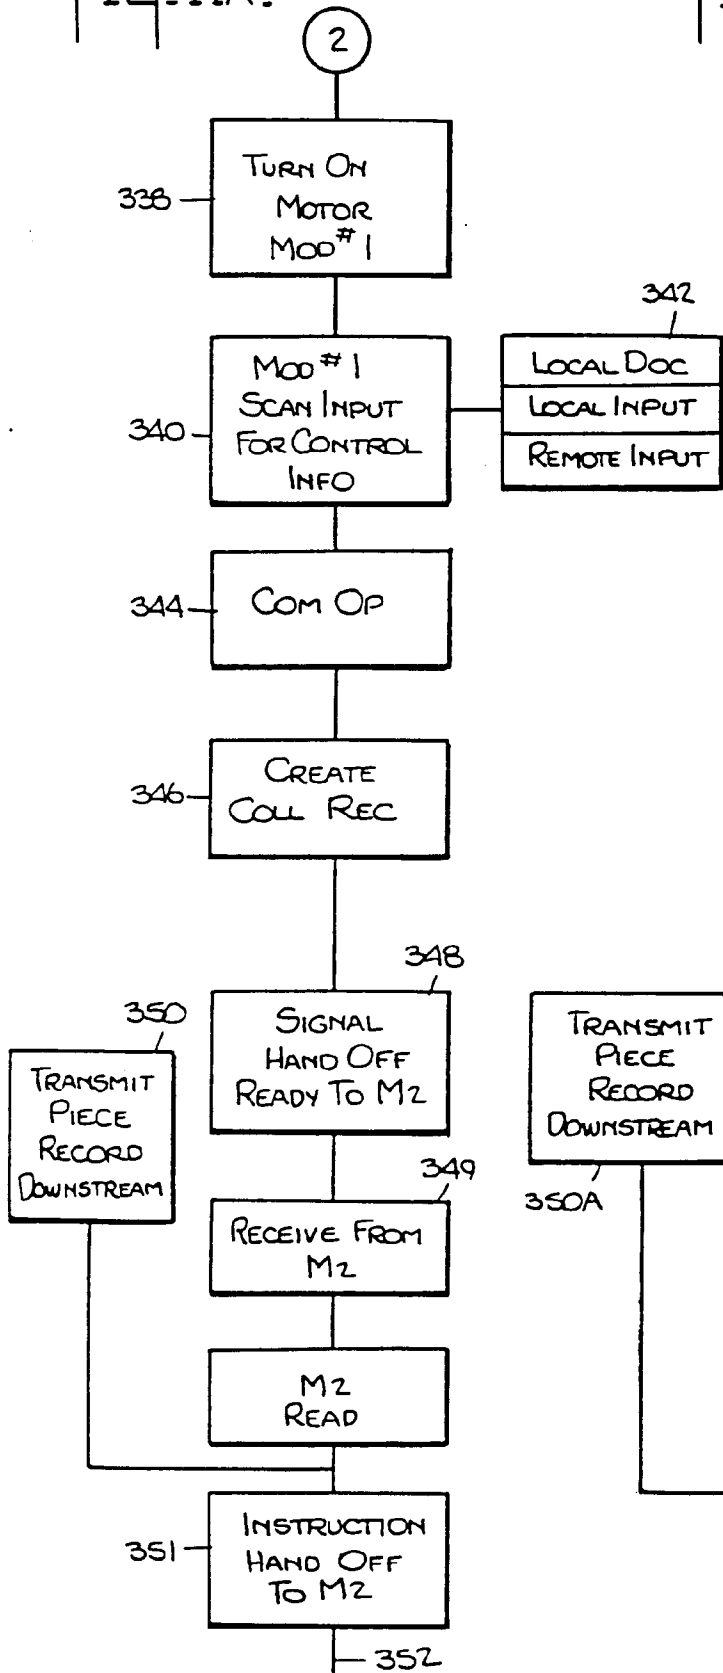 2
338
TURN ON
MOTOR
MOD #1
342
MOD #1
SCAN INPUT
FOR CONTROL
INFO
340
LOCAL DOC
LOCAL INPUT
REMOTE INPUT
344
COM OP
346
CREATE
COLL REC
348
SIGNAL
HAND OFF
READY TO M2
350
TRANSMIT
PIECE
RECORD
DOWNSTREAM
TRANSMIT
PIECE
RECORD
DOWNSTREAM
350A
349
RECEIVE FROM
M2
M2
READ
351
INSTRUCTION
HAND OFF
TO M2
352